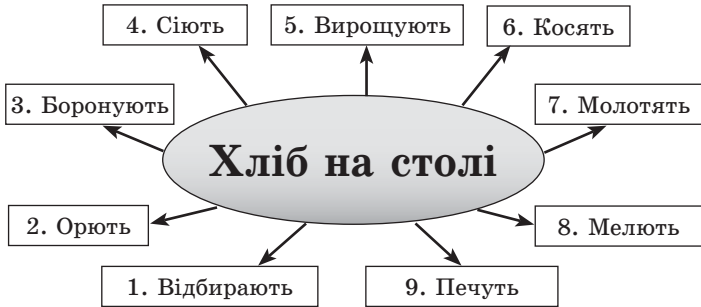 4. Сіють
5. Вирощують
6. Косять
3. Боронують
7. Молотять
Хліб на столі
2. Орють
8. Мелють
1. Відбирають
9. Печуть